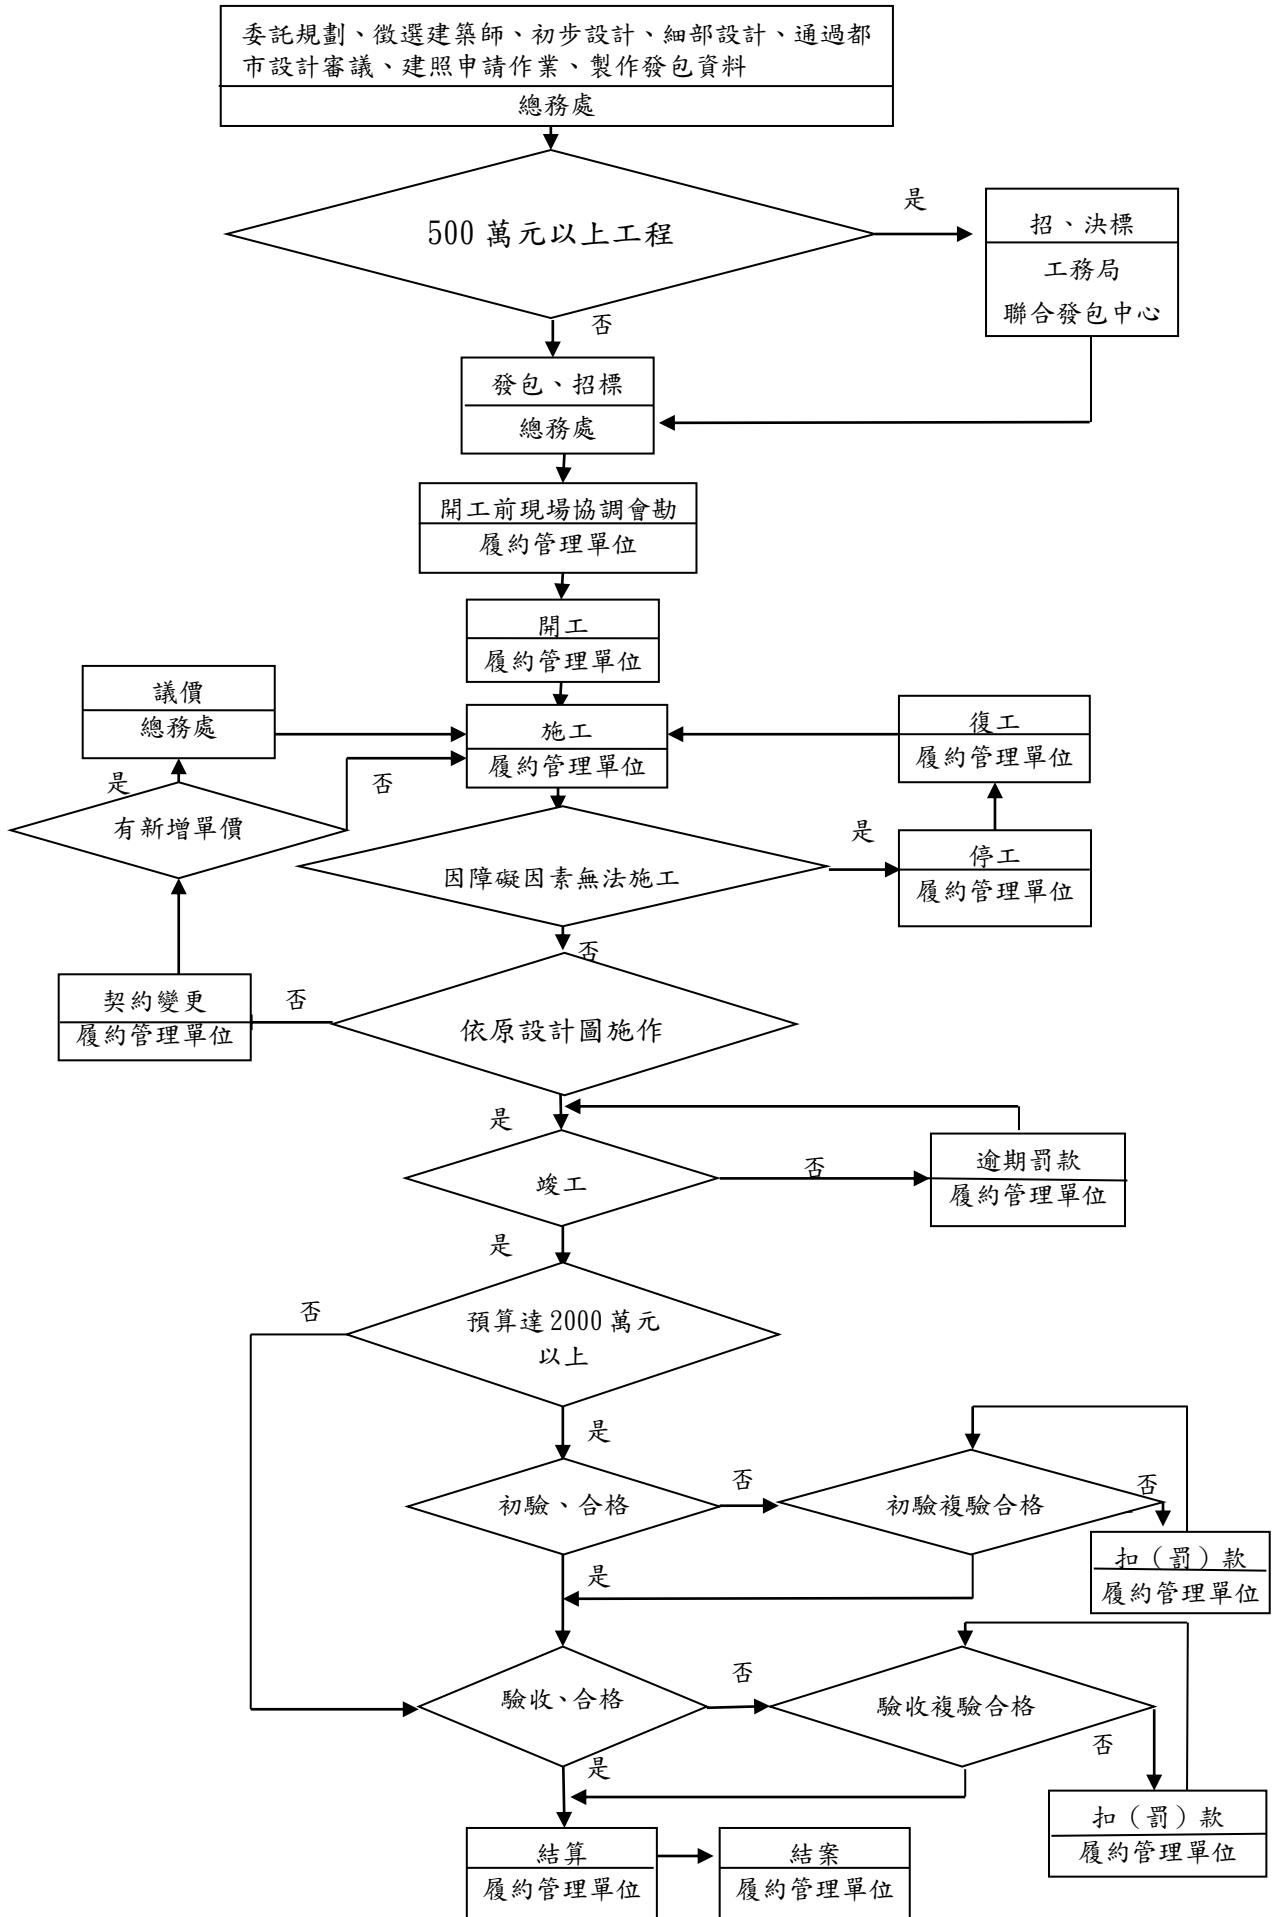 委託規劃、徵選建築師、初步設計、細部設計、通過都
市設計審議、建照申請作業、製作發包資料
總務處
500 萬元以上工程
是
招、決標
工務局
聯合發包中心
否
發包、招標
總務處
開工前現場協調會勘
履約管理單位
開工
履約管理單位
議價
總務處
施工
履約管理單位
復工
履約管理單位
是
否
有新增單價
因障礙因素無法施工
是
停工
履約管理單位
否
契約變更
履約管理單位
否
依原設計圖施作
是
竣工
否
逾期罰款
履約管理單位
是
否
預算達 2000 萬元
以上
是
初驗、合格
否
初驗複驗合格
否
扣（罰）款
履約管理單位
是
驗收、合格
否
驗收複驗合格
否
扣（罰）款
履約管理單位
是
結算
履約管理單位
結案
履約管理單位